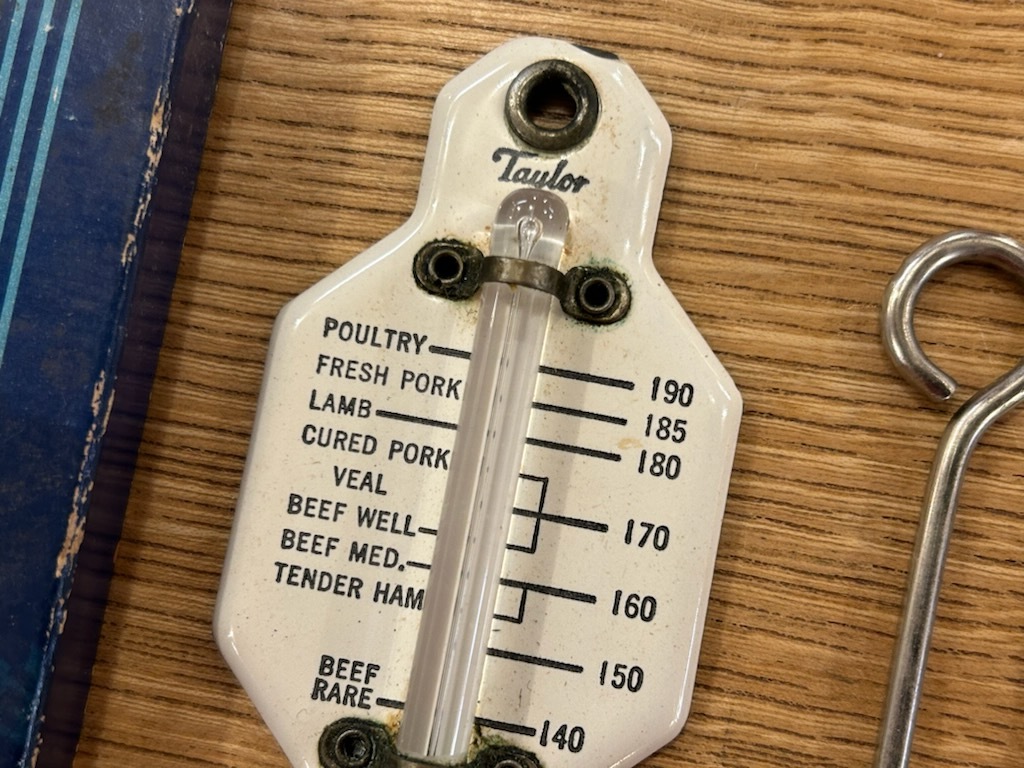 Taylor
POULTRY 190
FRESH PORK 185
LAMB 180
CURED PORK
VEAL 170
BEEF WELL
BEEF MED. 160
TENDER HAM
150
BEEF
RARE 140